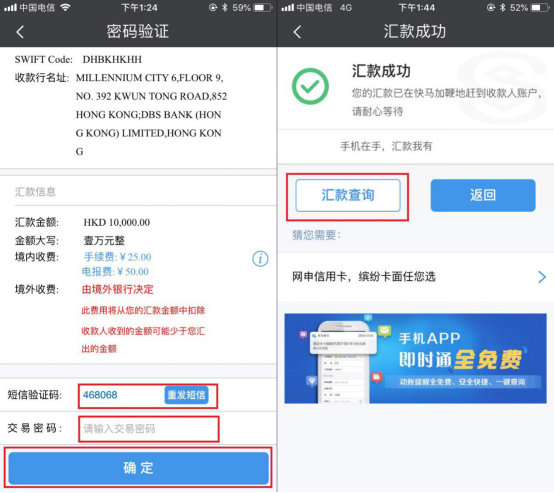 中国电信
下午1:24
59%
密码验证
SWIFT Code: DHBKHKHH
收款行名址: MILLENNIUM CITY 6,FLOOR 9,
NO. 392 KWUN TONG ROAD,852
HONG KONG;DBS BANK (HON
G KONG) LIMITED,HONG KON
G
汇款信息
汇款金额: HKD 10,000.00
金额大写: 壹万元整
境内收费: 手续费:￥25.00
电报费:￥50.00
境外收费: 由境外银行决定
此费用将从您的汇款金额中扣除
收款人收到的金额可能少于您汇
出的金额
短信验证码: 468068 重发短信
交易密码: 请输入交易密码
确定
中国电信 4G
下午1:44
52%
汇款成功
汇款成功
您的汇款已在快马加鞭地赶到收款人账户,
请耐心等待
手机在手，汇款我有
汇款查询 返回
猜您需要:
网申信用卡，缤纷卡面任您选
手机APP
即时通全免费
动账提醒全免费、安全快捷、一键查询